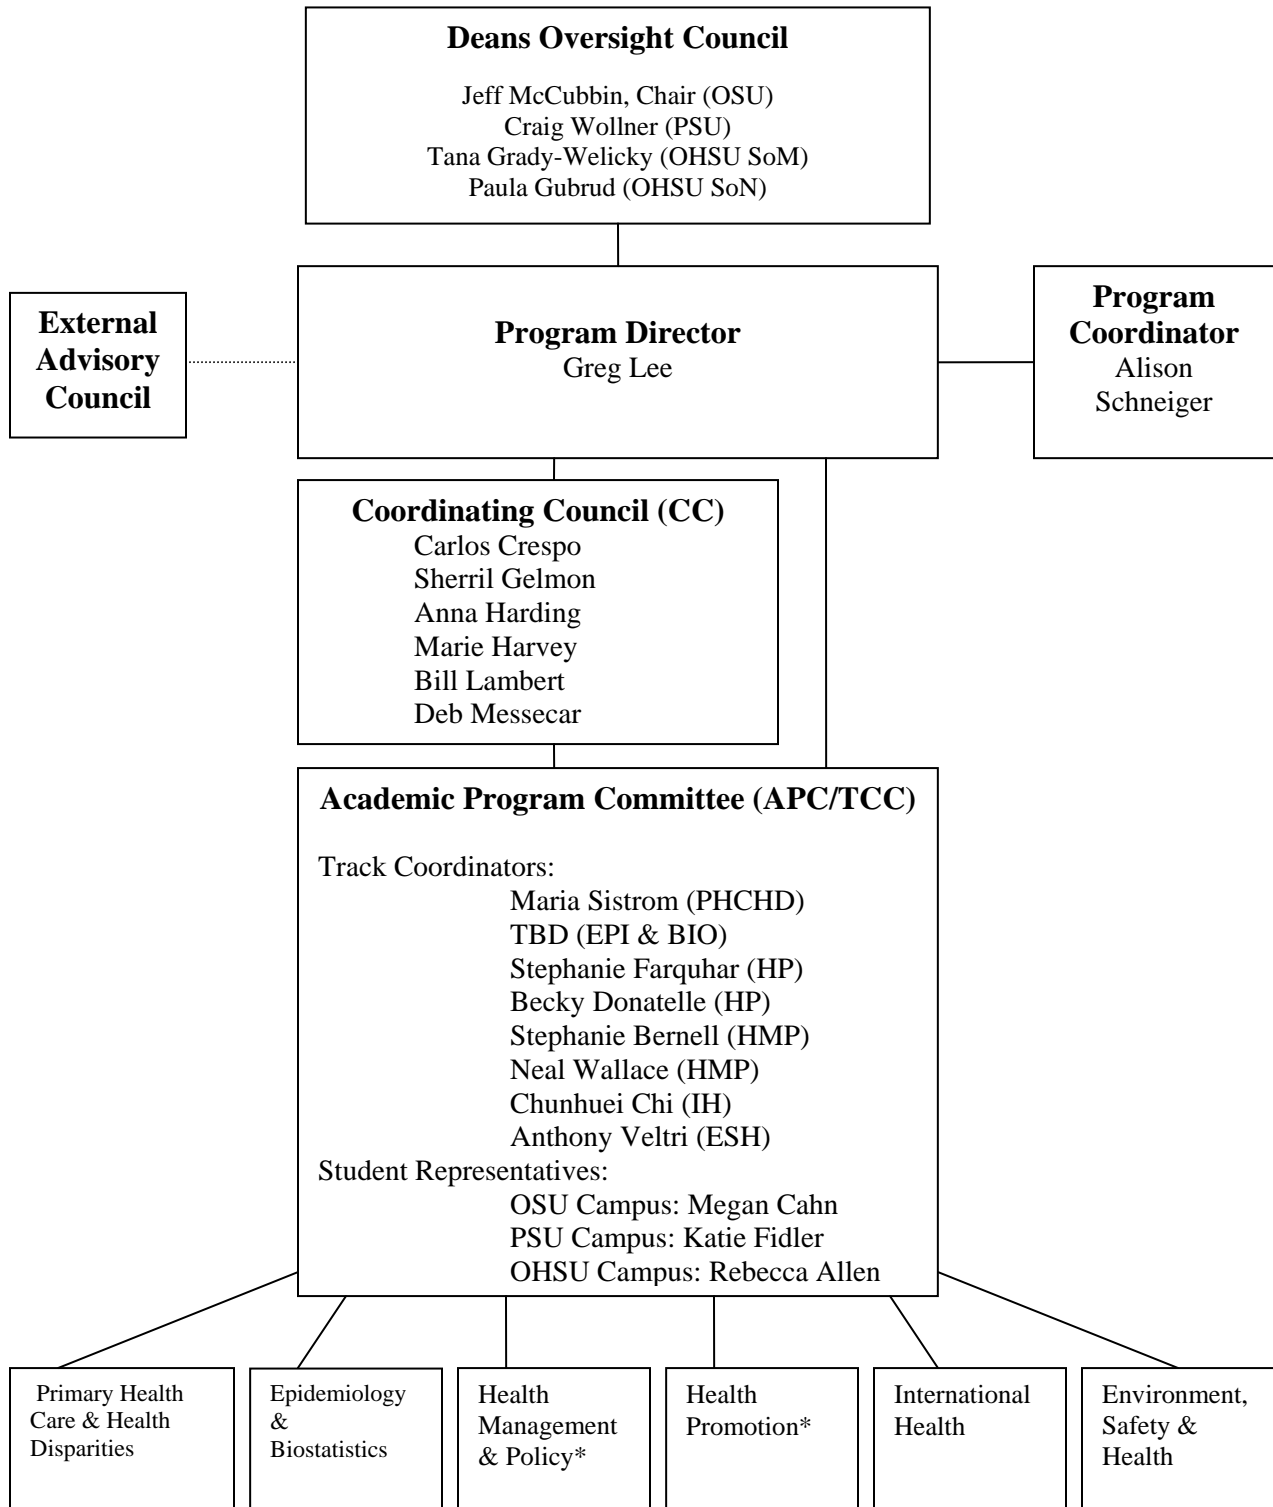 Deans Oversight Council
Jeff McCubbin, Chair (OSU)
Craig Wollner (PSU)
Tana Grady-Welicky (OHSU SoM)
Paula Gubrud (OHSU SoN)
External
Advisory
Council
Program Director
Greg Lee
Program
Coordinator
Alison
Schneiger
Coordinating Council (CC)
Carlos Crespo
Sherril Gelmon
Anna Harding
Marie Harvey
Bill Lambert
Deb Messecar
Academic Program Committee (APC/TCC)
Track Coordinators:
Maria Sistrom (PHCHD)
TBD (EPI & BIO)
Stephanie Farquhar (HP)
Becky Donatelle (HP)
Stephanie Bernell (HMP)
Neal Wallace (HMP)
Chunhuei Chi (IH)
Anthony Veltri (ESH)
Student Representatives:
OSU Campus: Megan Cahn
PSU Campus: Katie Fidler
OHSU Campus: Rebecca Allen
Primary Health
Care & Health
Disparities
Epidemiology
&
Biostatistics
Health
Management
& Policy*
Health
Promotion*
International
Health
Environment,
Safety &
Health